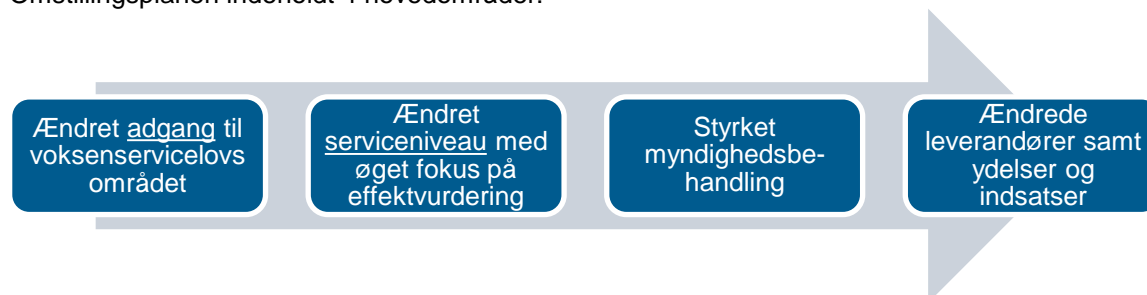 Omstillingsplanen indeholdt 4 hovedområder:
Ændret adgang til
voksenservicelovs
området
Ændret
serviceniveau med
øget fokus på
effektvurdering
Styrket
myndighedsbe-
handling
Ændrede
leverandører samt
ydelser og
indsatser